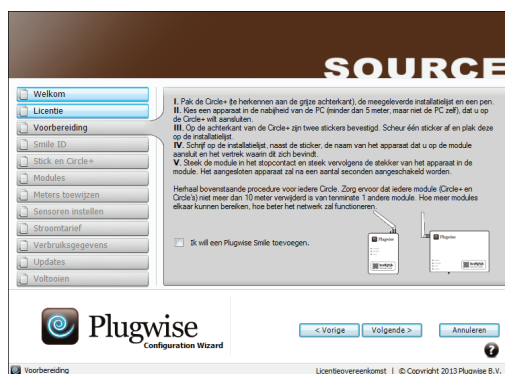 SOURCE
Welkom
Licentie
Voorbereiding
Smile ID
Stick en Circle+
Modules
Meters toewijzen
Sensoren instellen
Stroomtarief
Verbruiksgegevens
Updates
Voltooien
I. Pak de Circle+ (te herkennen aan de grijze achterkant), de meegeleverde installatielijst en een pen.
II. Kies een apparaat in de nabijheid van de PC (minder dan 5 meter, maar niet de PC zelf), dat u op
de Circle+ wilt aansluiten.
III. Op de achterkant van de Circle+ zijn twee stickers bevestigd. Scheur één sticker af en plak deze
op de installatielijst.
IV. Schrijf op de installatielijst, naast de sticker, de naam van het apparaat dat u op de module
aansluit en het vertrek waarin dit zich bevindt.
V. Steek de module in het stopcontact en steek vervolgens de stekker van het apparaat in de
module. Het aangesloten apparaat zal na een aantal seconden aangeschakeld worden.
Herhaal bovenstaande procedure voor iedere Circle. Zorg ervoor dat iedere module (Circle+ en
Circle's) niet meer dan 10 meter verwijderd is van tenminste 1 andere module. Hoe meer modules
elkaar kunnen bereiken, hoe beter het netwerk zal functioneren.
Ik wil een Plugwise Smile toevoegen.
Plugwise
Plugwise
Plugwise
Configuration Wizard
< Vorige
Volgende >
Annuleren
?
Voorbereiding
Licentieovereenkomst | © Copyright 2013 Plugwise B.V.